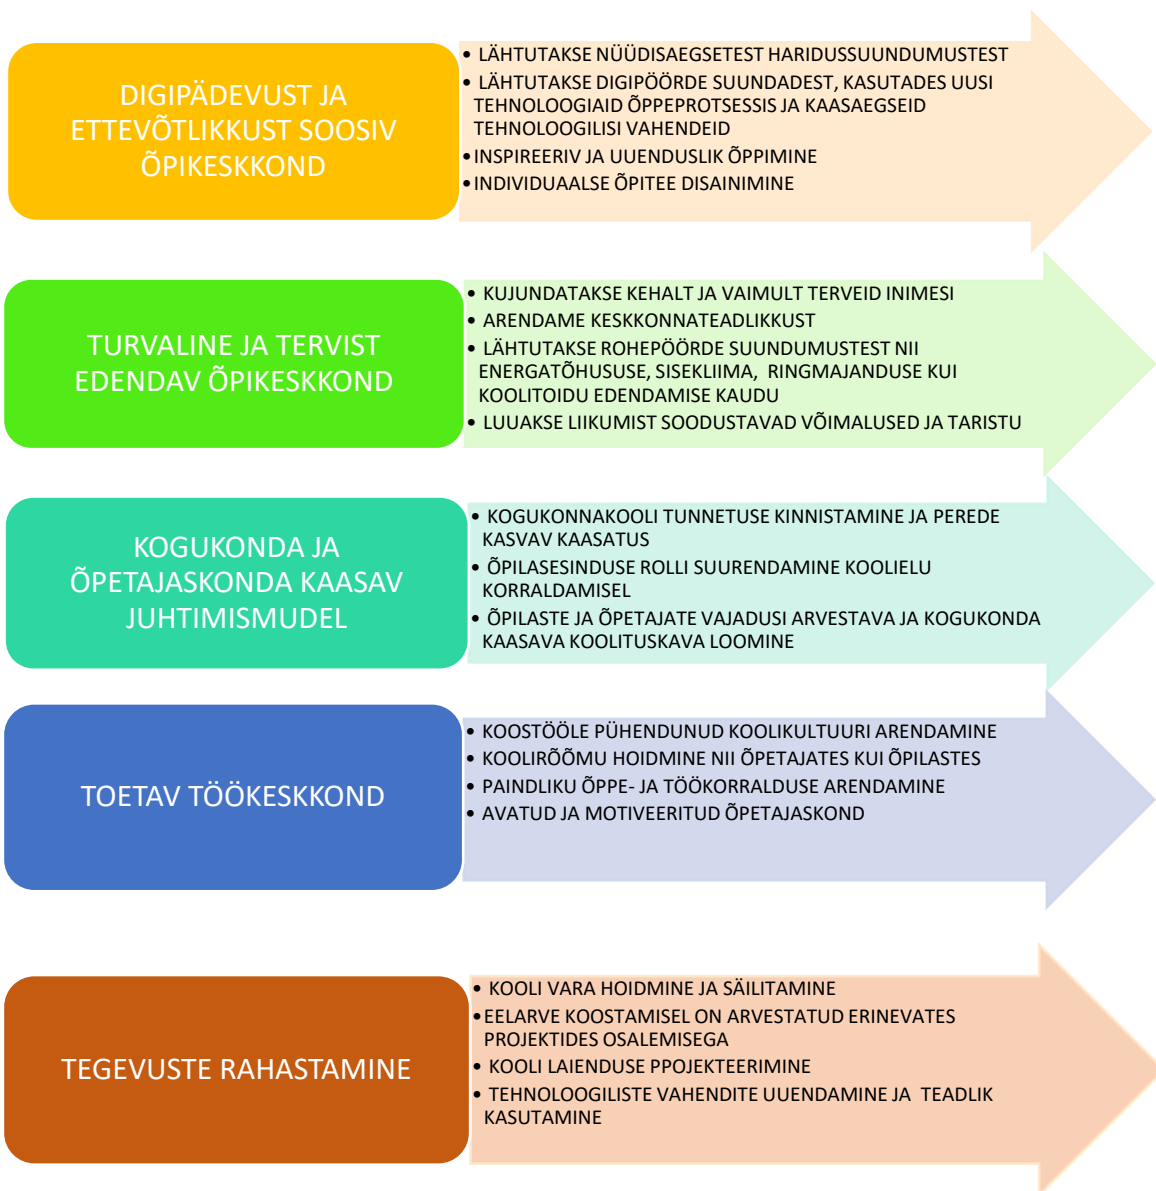 DIGIPÄDEVUST JA
ETTEVÕTLIKKUST SOOSIV
ÕPIKESKKOND
• LÄHTUTAKSE NÜÜDISAEGSETEST HARIDUSSUUNDUMUSTEST
• LÄHTUTAKSE DIGIPÖÖRDE SUUNDADEST, KASUTADES UUSI
TEHNOLOOGIAID ÕPPEPROTSESSIS JA KAASAEGSEID
TEHNOLOOGILISI VAHENDEID
• INSPIREERIV JA UUENDUSLIK ÕPPIMINE
• INDIVIDUAALSE ÕPITEE DISAINIMINE
TURVALINE JA TERVIST
EDENDAV ÕPIKESKKOND
• KUJUNDATAKSE KEHALT JA VAIMULT TERVEID INIMESI
• ARENDAME KESKKONNATEADLIKKUST
• LÄHTUTAKSE ROHEPÖÖRDE SUUNDUMUSTEST NII
ENERGATÕHUSUSE, SISEKLIIMA, RINGMAJANDUSE KUI
KOOLITOIDU EDENDAMISE KAUDU
• LUUAKSE LIIKUMIST SOODUSTAVAD VÕIMALUSED JA TARISTU
KOGUKONDA JA
ÕPETAJASKONDA KAASAV
JUHTIMISMUDEL
• KOGUKONNAKOOLI TUNNETUSE KINNISTAMINE JA PEREDE
KASVAV KAASATUS
• ÕPILASESINDUSE ROLLI SUURENDAMINE KOOLIELU
KORRALDAMISEL
• ÕPILASTE JA ÕPETAJATE VAJADUSI ARVESTAVA JA KOGUKONDA
KAASAVA KOOLITUSKAVA LOOMINE
TOETAV TÖÖKESKKOND
• KOOSTÖÖLE PÜHENDUNUD KOOLIKULTUURI ARENDAMINE
• KOOLIRÕÕMU HOIDMINE NII ÕPETAJATES KUI ÕPILASTES
• PAINDLIKU ÕPPE- JA TÖÖKORRALDUSE ARENDAMINE
• AVATUD JA MOTIVEERITUD ÕPETAJASKOND
TEGEVUSTE RAHASTAMINE
• KOOLI VARA HOIDMINE JA SÄILITAMINE
• EELARVE KOOSTAMISEL ON ARVESTATUD ERINEVATES
PROJEKTIDES OSALEMISEGA
• KOOLI LAIENDUSE PPOJEKTEERIMINE
• TEHNOLOOGILISTE VAHENDITE UUENDAMINE JA TEADLIK
KASUTAMINE